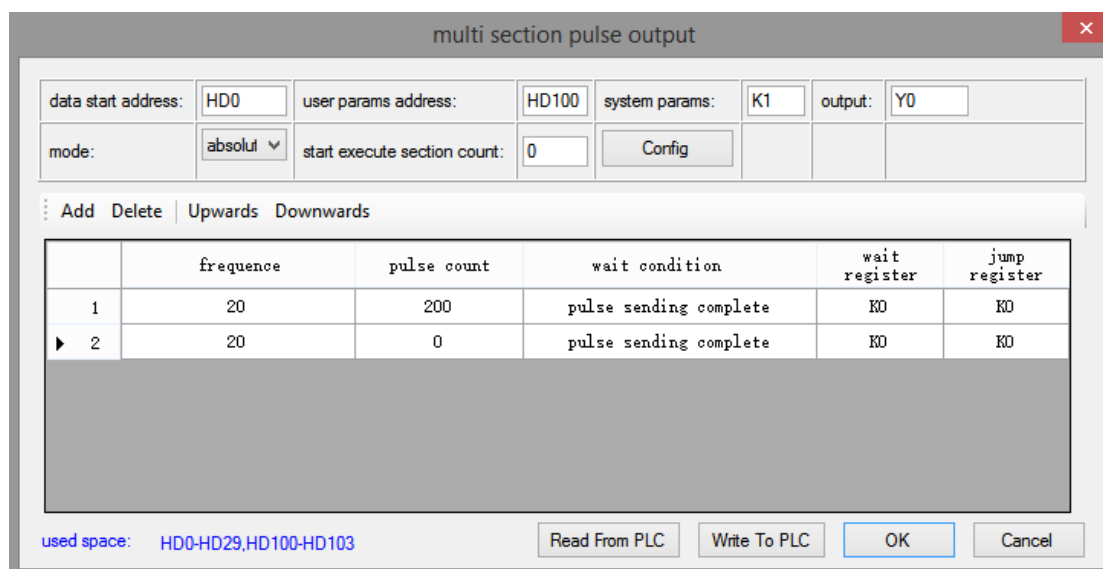 multi section pulse output
data start address: HD0 user params address: HD100 system params: K1 output: Y0
mode: absolut start execute section count: 0 Config
Add Delete Upwards Downwards
frequence pulse count wait condition wait register jump register
1 20 200 pulse sending complete K0 K0
2 20 0 pulse sending complete K0 K0
used space: HD0-HD29,HD100-HD103 Read From PLC Write To PLC OK Cancel